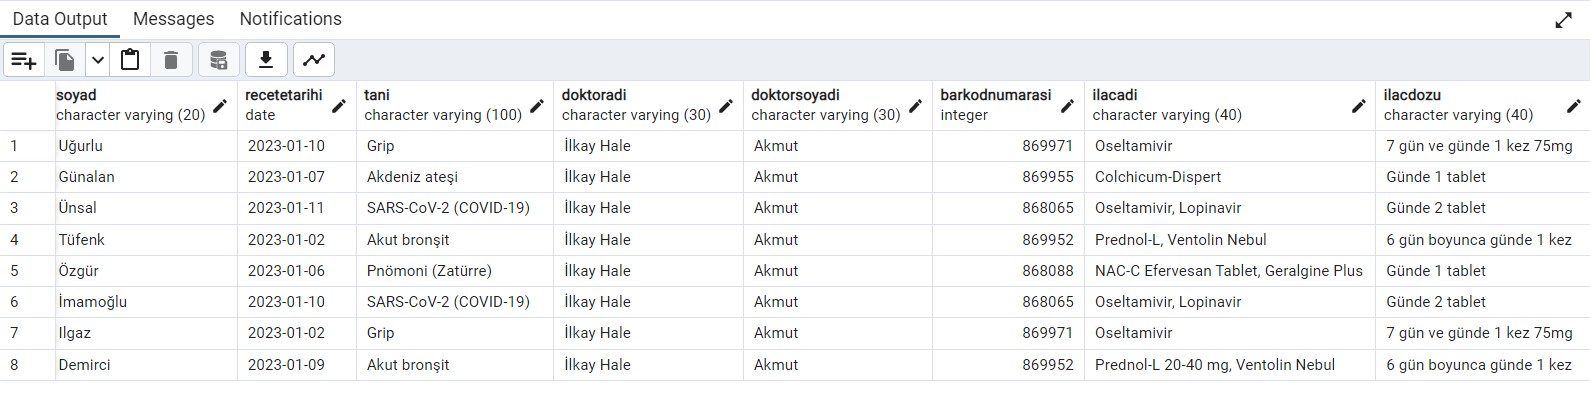 Data Output Messages Notifications
soyad recetetarihi tani doktoradi doktorsoyadi barkodnumarasi ilacadi ilacdozu
character varying (20) date character varying (100) character varying (30) character varying (30) integer character varying (40) character varying (40)
1 Uğurlu 2023-01-10 Grip İlkay Hale Akmut 869971 Oseltamivir 7 gün ve günde 1 kez 75mg
2 Günalan 2023-01-07 Akdeniz ateşi İlkay Hale Akmut 869955 Colchicum-Dispert Günde 1 tablet
3 Ünsal 2023-01-11 SARS-CoV-2 (COVID-19) İlkay Hale Akmut 868065 Oseltamivir, Lopinavir Günde 2 tablet
4 Tüfenk 2023-01-02 Akut bronşit İlkay Hale Akmut 869952 Prednol-L, Ventolin Nebul 6 gün boyunca günde 1 kez
5 Özgür 2023-01-06 Pnömoni (Zatürre) İlkay Hale Akmut 868088 NAC-C Efervesan Tablet, Geralgine Plus Günde 1 tablet
6 İmamoğlu 2023-01-10 SARS-CoV-2 (COVID-19) İlkay Hale Akmut 868065 Oseltamivir, Lopinavir Günde 2 tablet
7 Ilgaz 2023-01-02 Grip İlkay Hale Akmut 869971 Oseltamivir 7 gün ve günde 1 kez 75mg
8 Demirci 2023-01-09 Akut bronşit İlkay Hale Akmut 869952 Prednol-L 20-40 mg, Ventolin Nebul 6 gün boyunca günde 1 kez